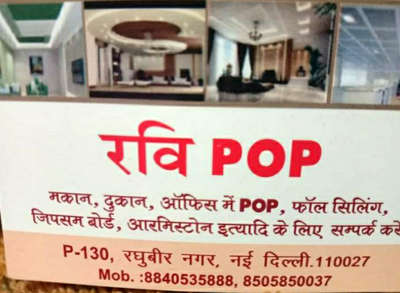 रवि POP
मकान, दुकान, ऑफिस में POP, फॉल सिलिंग,
जिपसम बोर्ड, आरमिस्टोन इत्यादि के लिए सम्पर्क करें
P-130, रघुबीर नगर, नई दिल्ली.110027
Mob. :8840535888, 8505850037